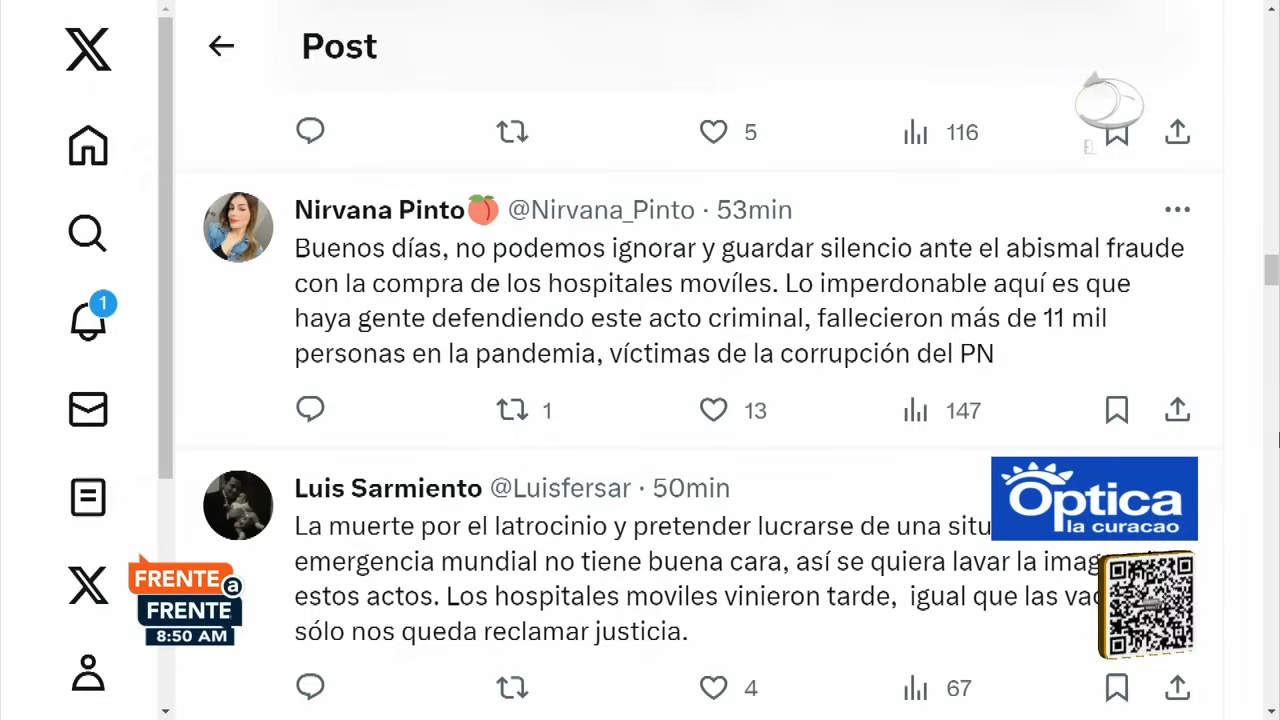 Post
5
116
Nirvana Pinto🍑 @Nirvana_Pinto · 53min
Buenos días, no podemos ignorar y guardar silencio ante el abismal fraude
con la compra de los hospitales movíles. Lo imperdonable aquí es que
haya gente defendiendo este acto criminal, fallecieron más de 11 mil
personas en la pandemia, víctimas de la corrupción del PN
1
13
147
1
Luis Sarmiento @Luisfersar · 50min
La muerte por el latrocinio y pretender lucrarse de una
emergencia mundial no tiene buena cara, así se quiera lavar la
estos actos. Los hospitales moviles vinieron tarde, igual que las
sólo nos queda reclamar justicia.
4
67
Optica
la curacao
FRENTE a
FRENTE
8:50 AM